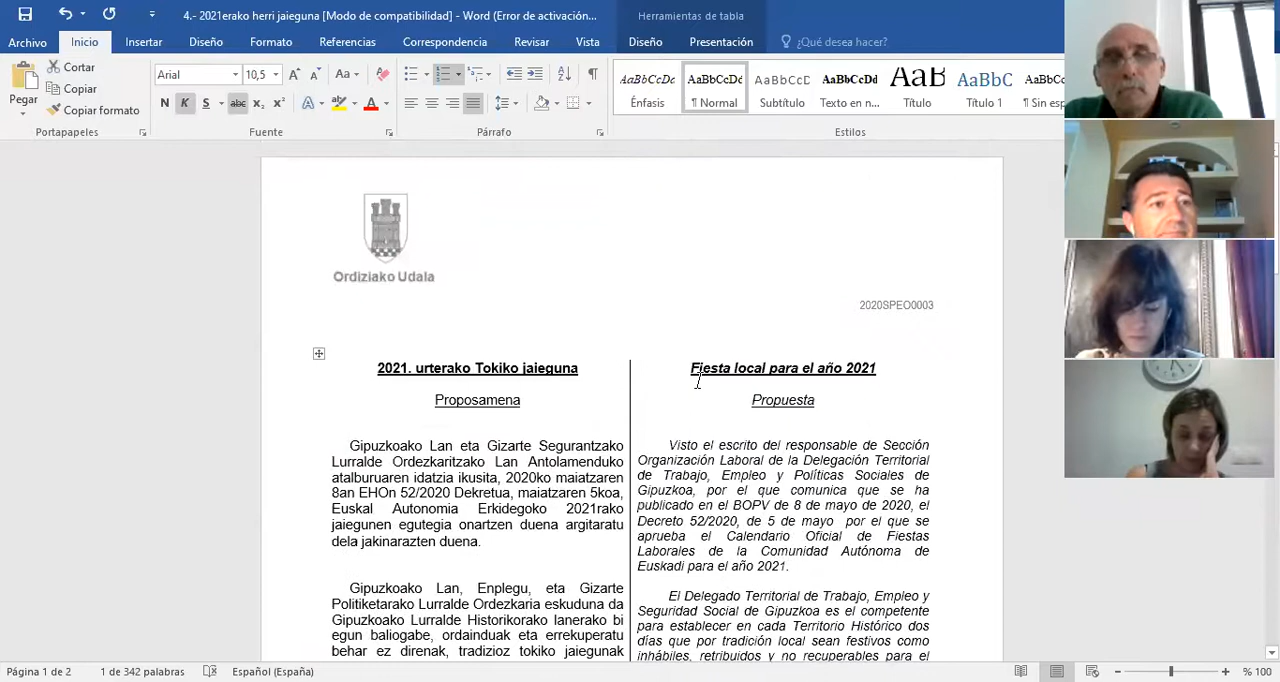 4.- 2021erako herri jaieguna [Modo de compatibilidad] - Word (Error de activación...
Herramientas de tabla
Archivo
Inicio
Insertar
Diseño
Formato
Referencias
Correspondencia
Revisar
Vista
Diseño
Presentación
¿Qué desea hacer?
Pegar
Cortar
Copiar
Copiar formato
Portapapeles
Arial
10,5
Aa
N K S abc x₂ x²
A
Fuente
Párrafo
AaBbCcDc
Énfasis
AaBbCcDd
¶ Normal
AaBbCcD
Subtítulo
AaBbCcDd
Texto en n...
AaB
Título
AaBbC
Título 1
AaBbCc
¶ Sin esp
Estilos
Ordiziako Udala
2020SPEO0003
2021. urterako Tokiko jaieguna
Proposamena
Gipuzkoako Lan eta Gizarte Segurantzako
Lurralde Ordezkaritzako Lan Antolamenduko
atalburuaren idatzia ikusita, 2020ko maiatzaren
8an EHOn 52/2020 Dekretua, maiatzaren 5koa,
Euskal Autonomia Erkidegoko 2021rako
jaiegunen egutegia onartzen duena argitaratu
dela jakinarazten duena.
Gipuzkoako Lan, Enplegu, eta Gizarte
Politiketarako Lurralde Ordezkaria eskuduna da
Gipuzkoako Lurralde Historikorako lanerako bi
egun baliogabe, ordainduak eta errekuperatu
behar ez direnak, tradizioz tokiko jaiegunak
Fiesta local para el año 2021
Propuesta
Visto el escrito del responsable de Sección
Organización Laboral de la Delegación Territorial
de Trabajo, Empleo y Políticas Sociales de
Gipuzkoa, por el que comunica que se ha
publicado en el BOPV de 8 de mayo de 2020, el
Decreto 52/2020, de 5 de mayo por el que se
aprueba el Calendario Oficial de Fiestas
Laborales de la Comunidad Autónoma de
Euskadi para el año 2021.
El Delegado Territorial de Trabajo, Empleo y
Seguridad Social de Gipuzkoa es el competente
para establecer en cada Territorio Histórico dos
días que por tradición local sean festivos como
inhábiles, retribuidos y no recuperables para el
Página 1 de 2
1 de 342 palabras
Español (España)
% 100